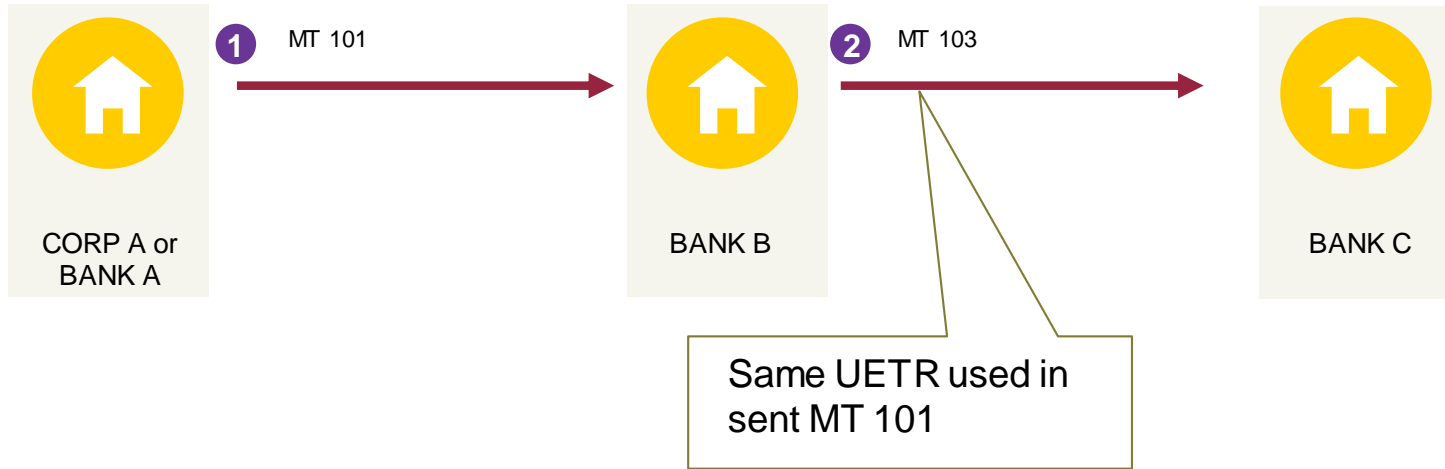 1 MT 101
2 MT 103
CORP A or
BANK A
BANK B
BANK C
Same UETR used in
sent MT 101